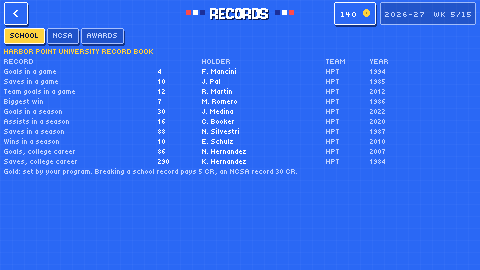 <
RECORDS
140
2026-27 WK 5/15
SCHOOL NCSA AWARDS
HARBOR POINT UNIVERSITY RECORD BOOK
RECORD HOLDER TEAM YEAR
Goals in a game 4 F. Mancini HPT 1994
Saves in a game 10 J. Pal HPT 1985
Team goals in a game 12 R. Martin HPT 2012
Biggest win 7 M. Romero HPT 1986
Goals in a season 30 J. Medina HPT 2022
Assists in a season 16 C. Booker HPT 2020
Saves in a season 88 N. Silvestri HPT 1987
Wins in a season 10 E. Schulz HPT 2010
Goals, college career 86 N. Hernandez HPT 2007
Saves, college career 290 K. Hernandez HPT 1984
Gold: set by your program. Breaking a school record pays 5 CR, an NCSA record 30 CR.